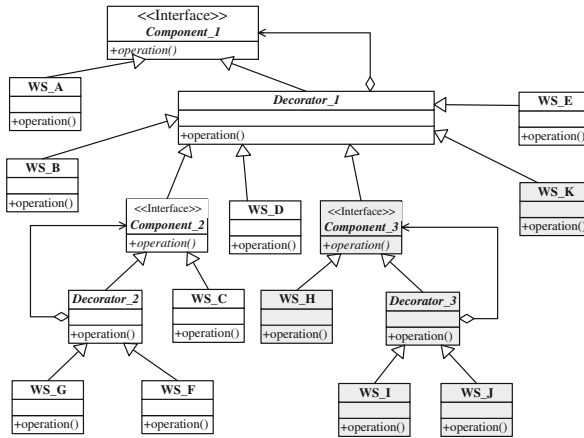 <<Interface>>
Component_1
+operation()
WS_A
+operation()
Decorator_1
+operation()
WS_E
+operation()
WS_B
+operation()
WS_K
+operation()
<<Interface>>
Component_2
+operation()
WS_D
+operation()
<<Interface>>
Component_3
+operation()
Decorator_2
+operation()
WS_C
+operation()
WS_H
+operation()
Decorator_3
+operation()
WS_G
+operation()
WS_F
+operation()
WS_I
+operation()
WS_J
+operation()